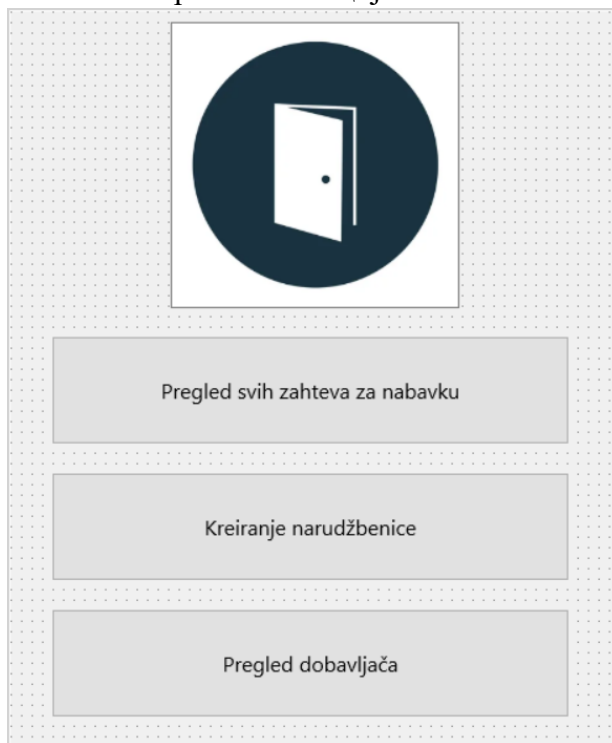 Pregled svih zahteva za nabavku
Kreiranje narudžbenice
Pregled dobavljača